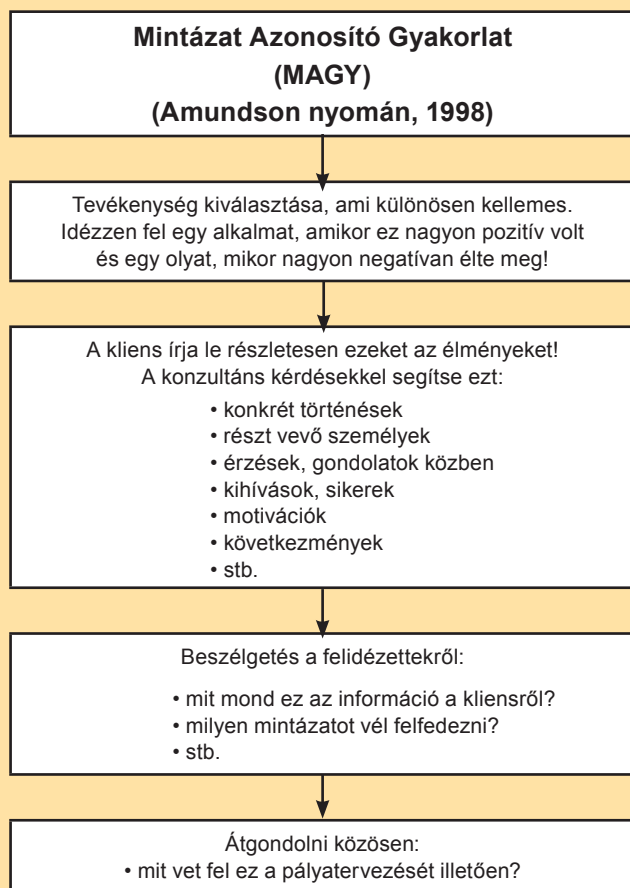 Mintázat Azonosító Gyakorlat
(MAGY)
(Amundson nyomán, 1998)
Tevékenység kiválasztása, ami különösen kellemes.
Idézzen fel egy alkalmat, amikor ez nagyon pozitív volt
és egy olyat, mikor nagyon negatívan élte meg!
A kliens írja le részletesen ezeket az élményeket!
A konzultáns kérdésekkel segítse ezt:
• konkrét történések
• részt vevő személyek
• érzések, gondolatok közben
• kihívások, sikerek
• motivációk
• következmények
• stb.
Beszélgetés a felidézettekről:
• mit mond ez az információ a kliensről?
• milyen mintázatot vél felfedezni?
• stb.
Átgondolni közösen:
• mit vet fel ez a pályatervezését illetően?